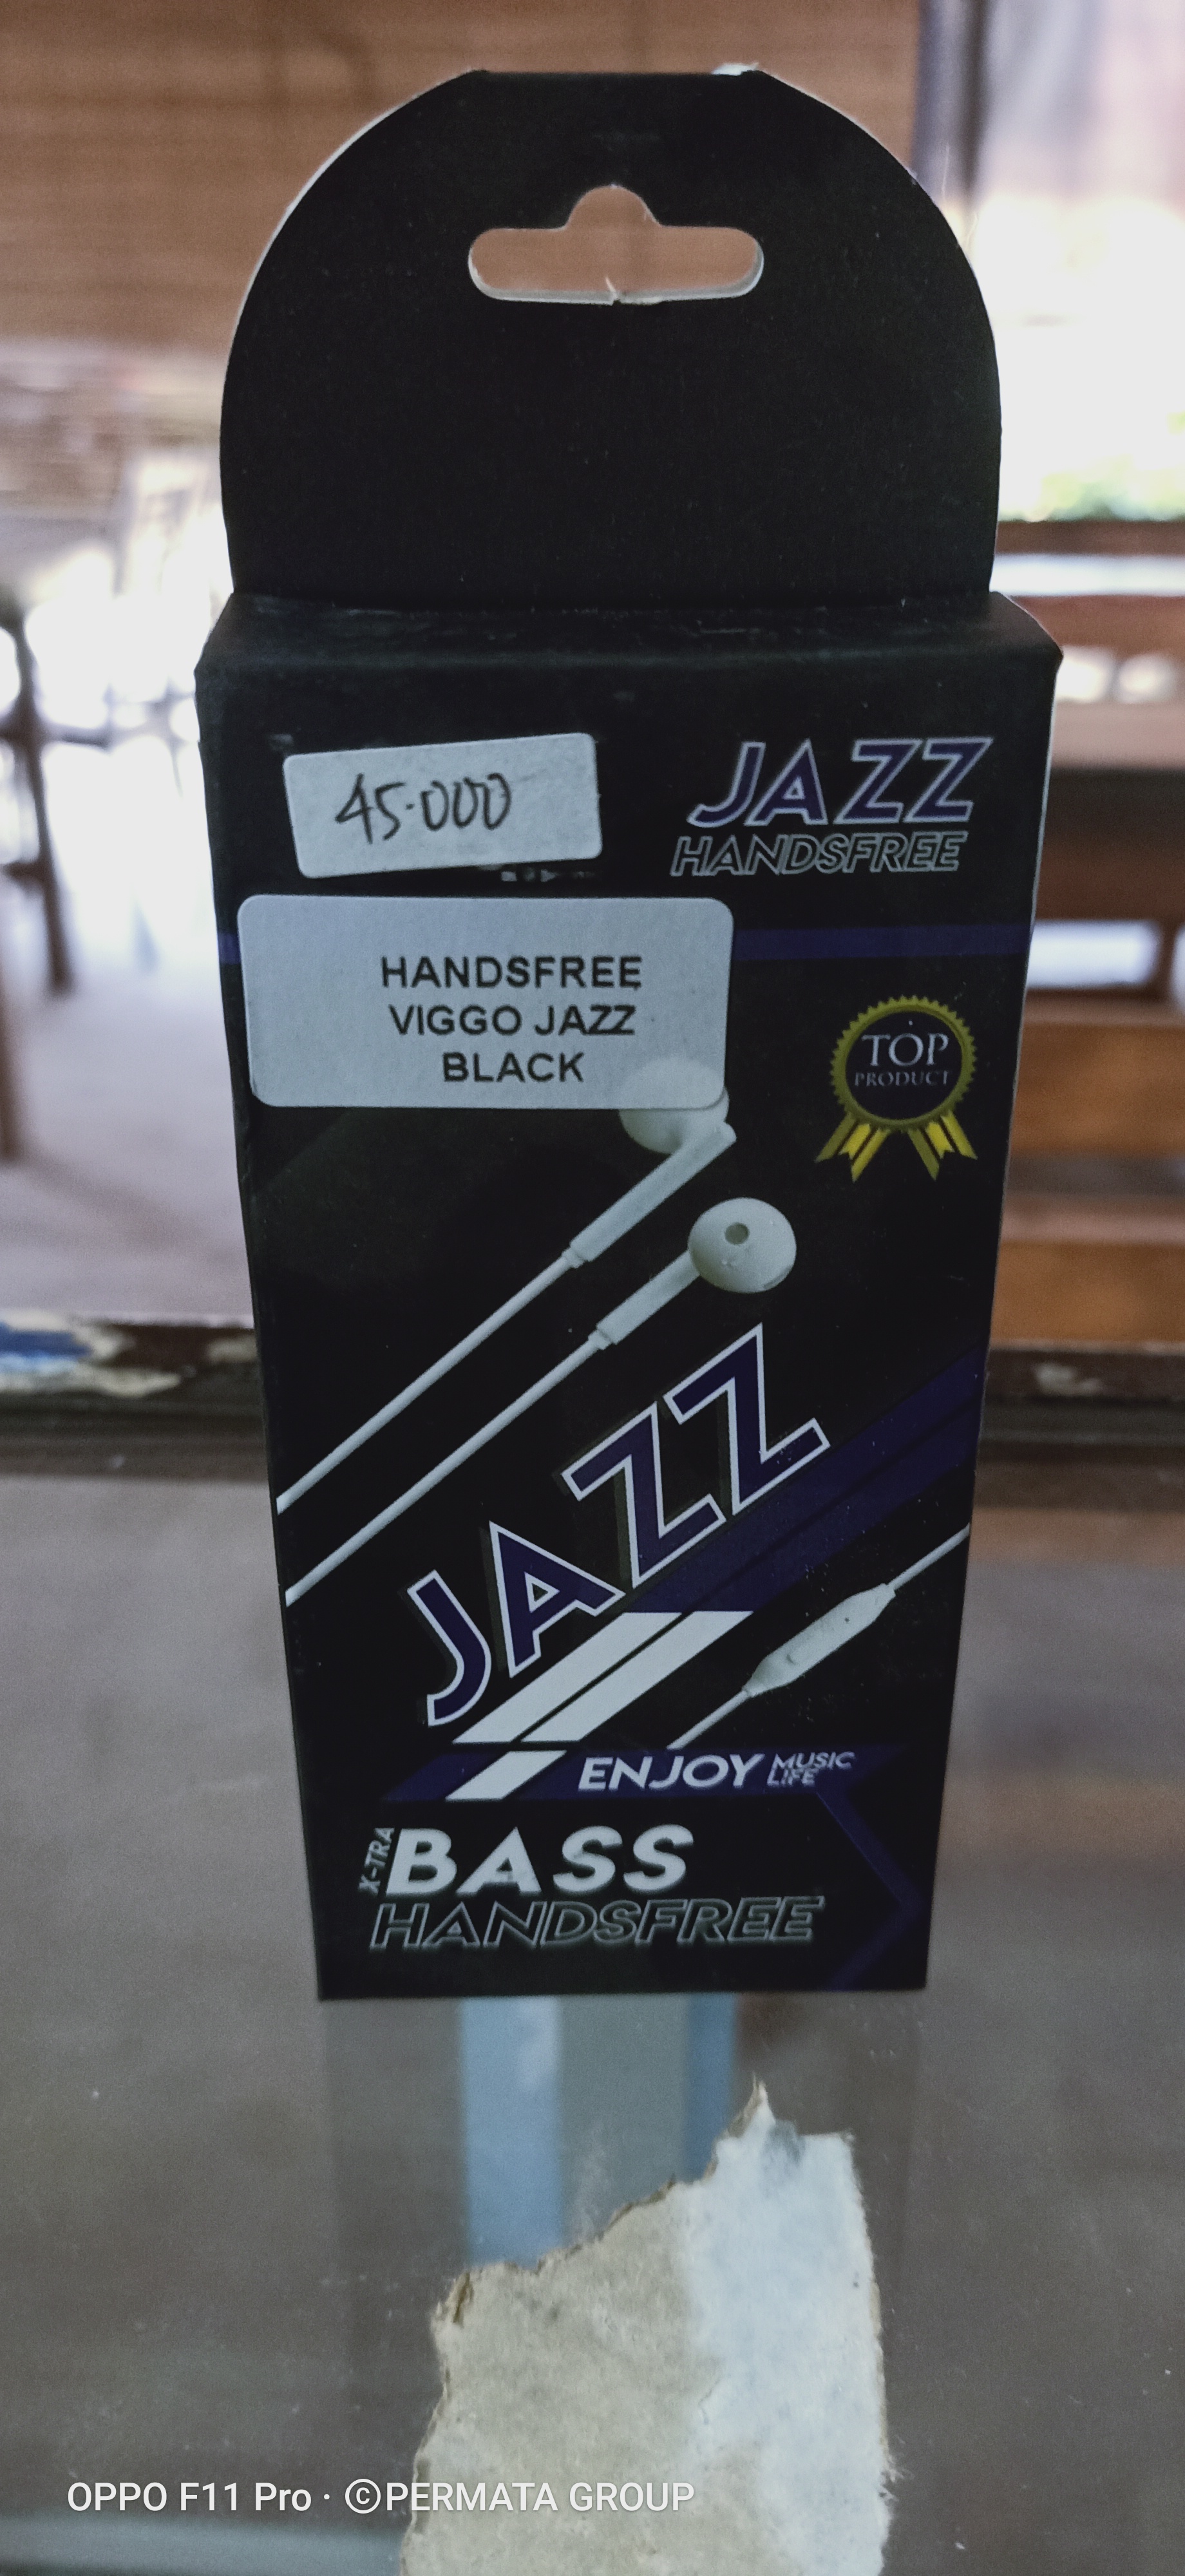 45.000
JAZZ
HANDSFREE
HANDSFREE
VIGGO JAZZ
BLACK
TOP
PRODUCT
JAZZ
ENJOY MUSIC LIFE
X-TRA BASS
HANDSFREE
OPPO F11 Pro · ©PERMATA GROUP